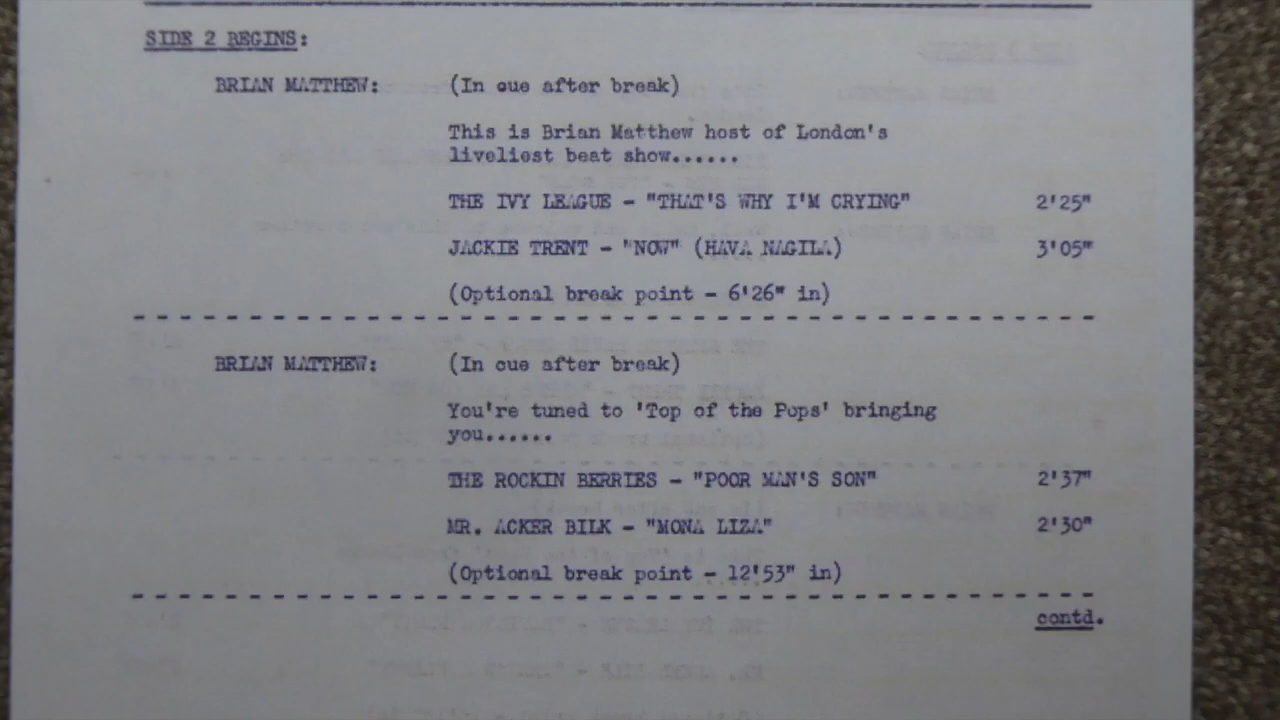 SIDE 2 BEGINS:
BRIAN MATTHEW: (In cue after break)
This is Brian Matthew host of London's
liveliest beat show......
THE IVY LEAGUE - "THAT'S WHY I'M CRYING" 2'25"
JACKIE TRENT - "NOW" (HAVA NAGILA) 3'05"
(Optional break point - 6'26" in)
BRIAN MATTHEW: (In cue after break)
You're tuned to 'Top of the Pops' bringing
you......
THE ROCKIN BERRIES - "POOR MAN'S SON" 2'37"
MR. ACKER BILK - "MONA LIZA" 2'30"
(Optional break point - 12'53" in)
contd.